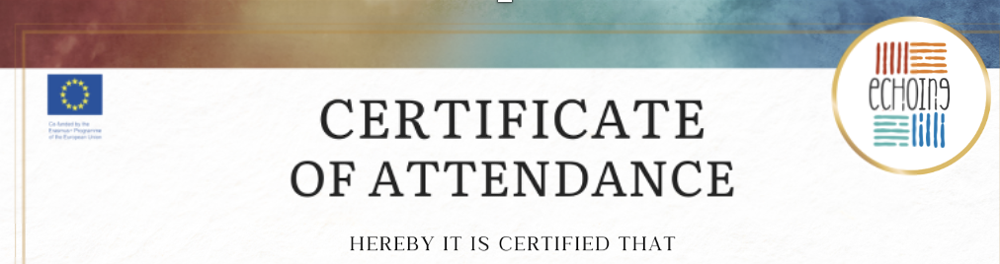 Co-funded by the
Erasmus+ Programme
of the European Union
echoing
CERTIFICATE
OF ATTENDANCE
HEREBY IT IS CERTIFIED THAT